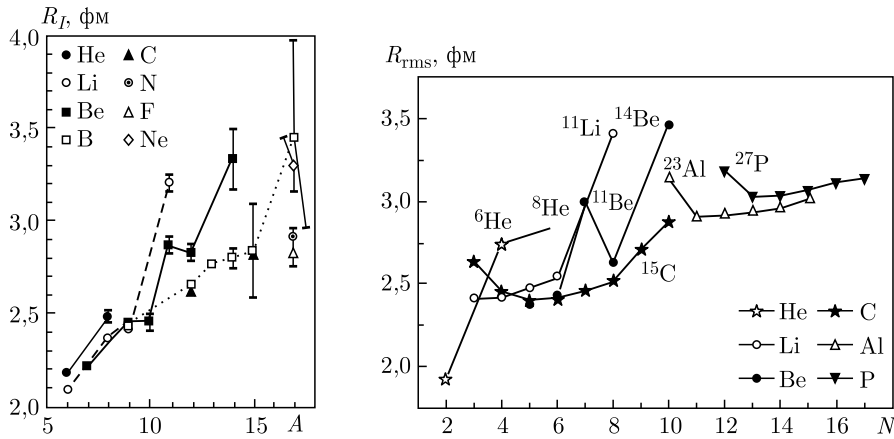 R_I, фм
4,0
3,5
3,0
2,5
2,0
5 10 15 A
He C
Li N
Be F
B Ne
R_rms, фм
3,5
3,0
2,5
2,0
2 4 6 8 10 12 14 16 N
¹¹Li ¹⁴Be
²³Al ²⁷P
⁶He ⁸He ¹¹Be
¹⁵C
He C
Li Al
Be P